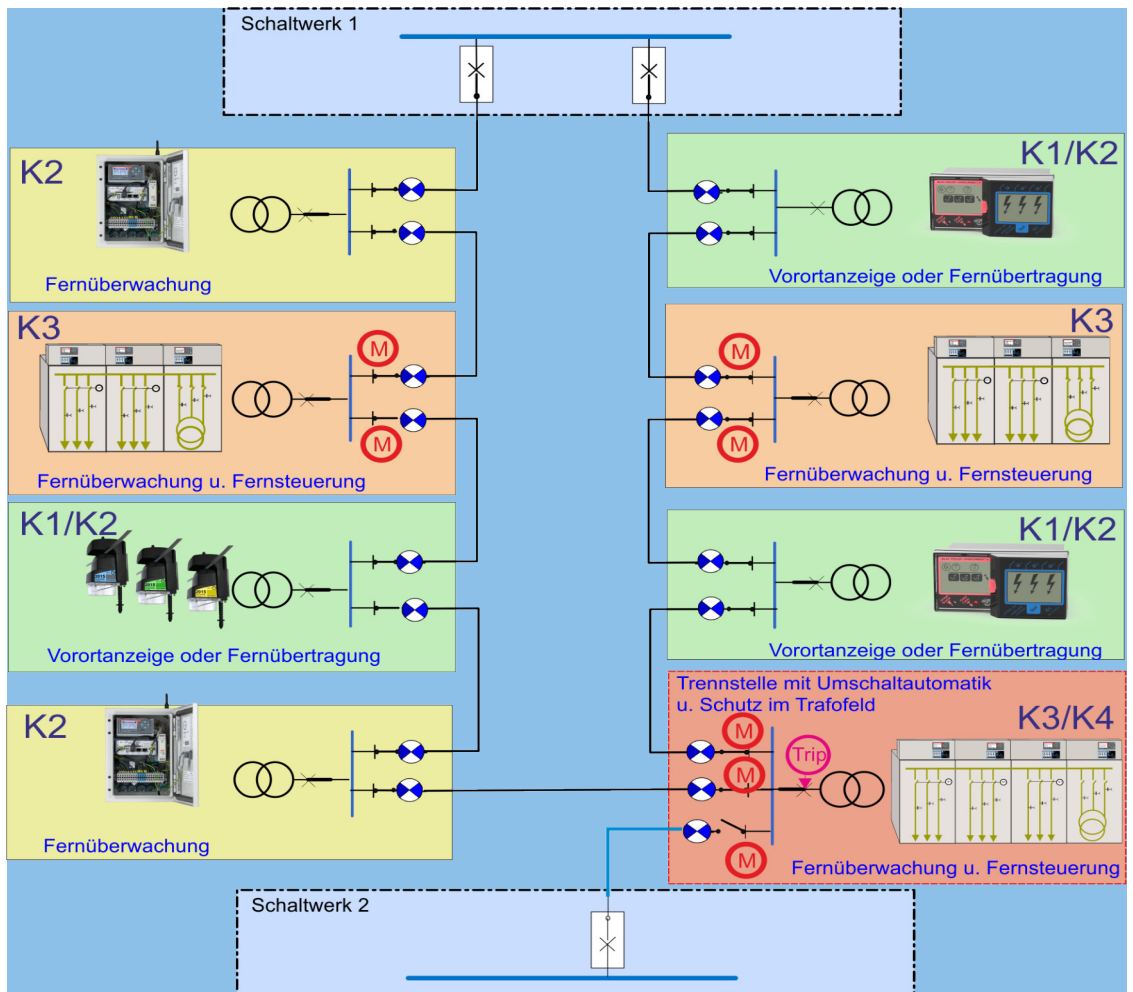 Schaltwerk 1
K2
Fernüberwachung
K1/K2
Vorortanzeige oder Fernübertragung
K3
M
M
Fernüberwachung u. Fernsteuerung
K3
M
M
Fernüberwachung u. Fernsteuerung
K1/K2
Vorortanzeige oder Fernübertragung
K1/K2
Vorortanzeige oder Fernübertragung
K2
Fernüberwachung
Trennstelle mit Umschaltautomatik
u. Schutz im Trafofeld
K3/K4
M
Trip
M
M
Fernüberwachung u. Fernsteuerung
Schaltwerk 2